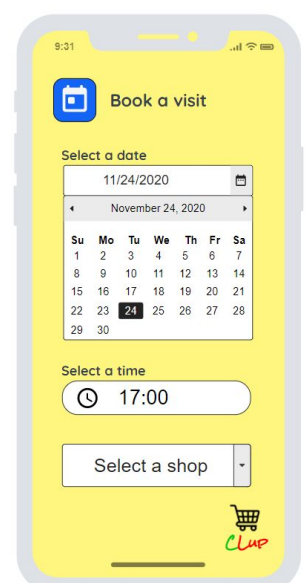 9:31
Book a visit
Select a date
11/24/2020
November 24, 2020
Su Mo Tu We Th Fr Sa
1 2 3 4 5 6 7
8 9 10 11 12 13 14
15 16 17 18 19 20 21
22 23 24 25 26 27 28
29 30
Select a time
17:00
Select a shop
CLup